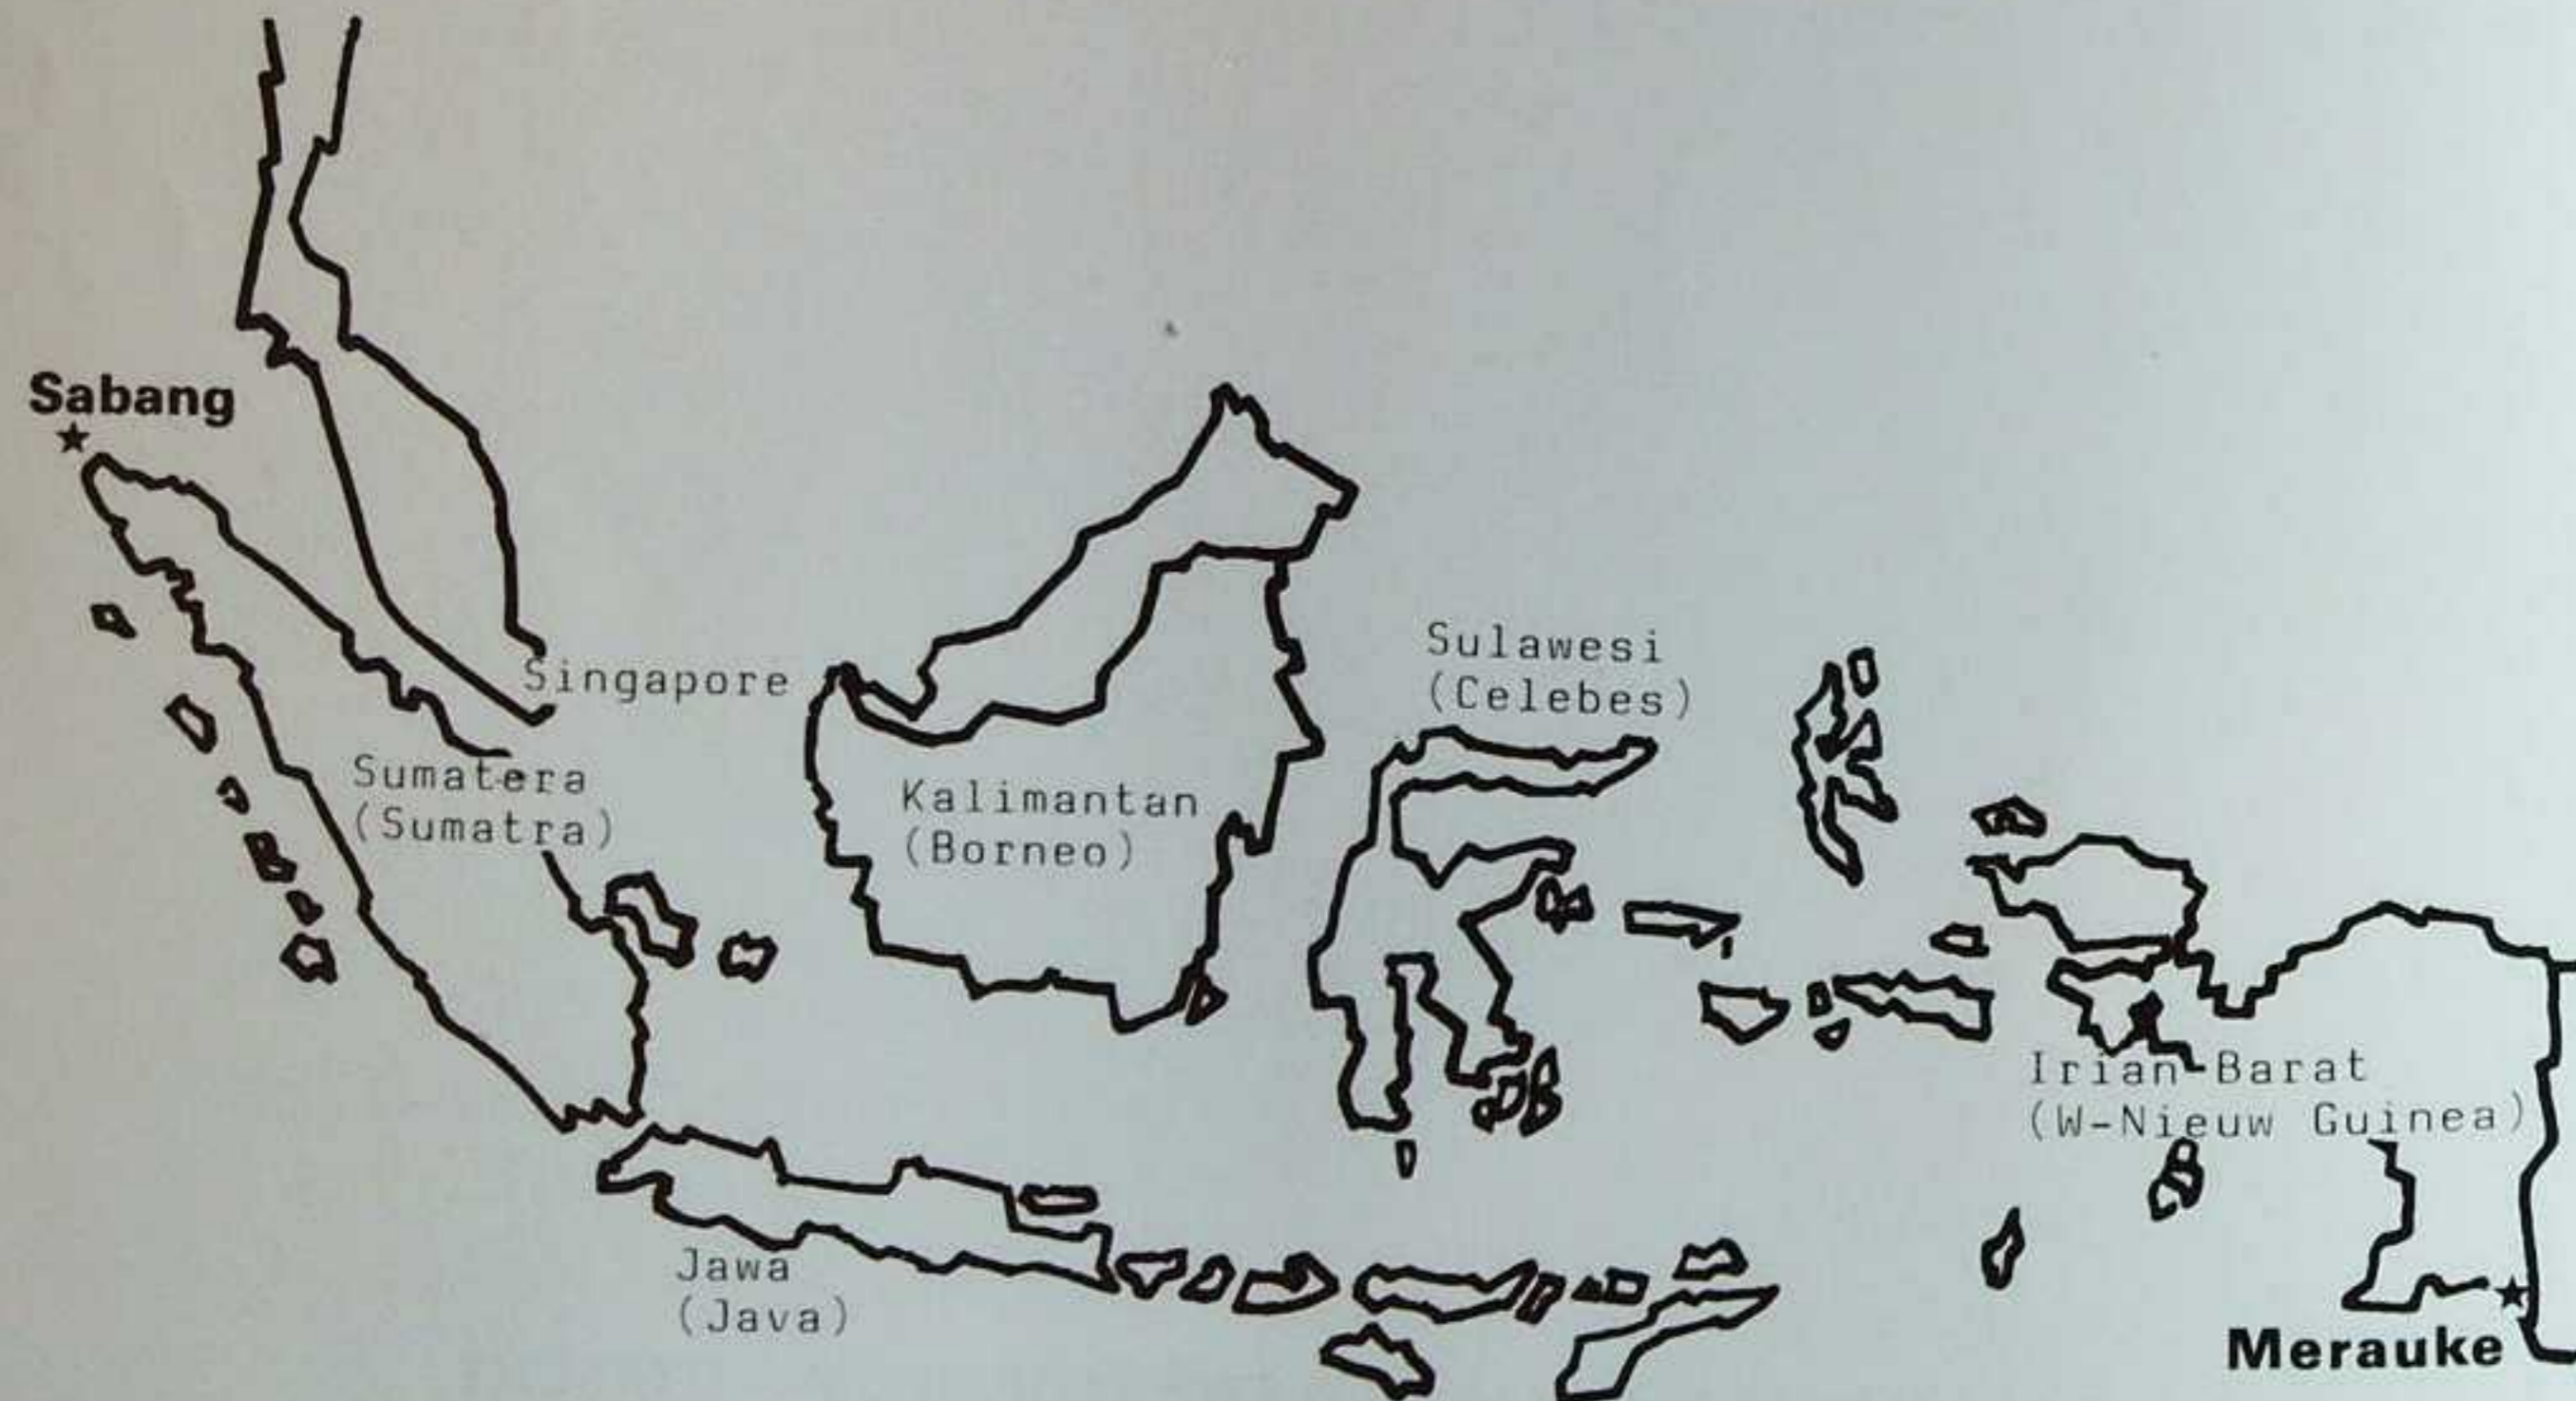 Sabang
Singapore
Sulawesi
(Celebes)
Sumatera
(Sumatra)
Kalimantan
(Borneo)
Irian-Barat
(W-Nieuw Guinea)
Jawa
(Java)
Merauke